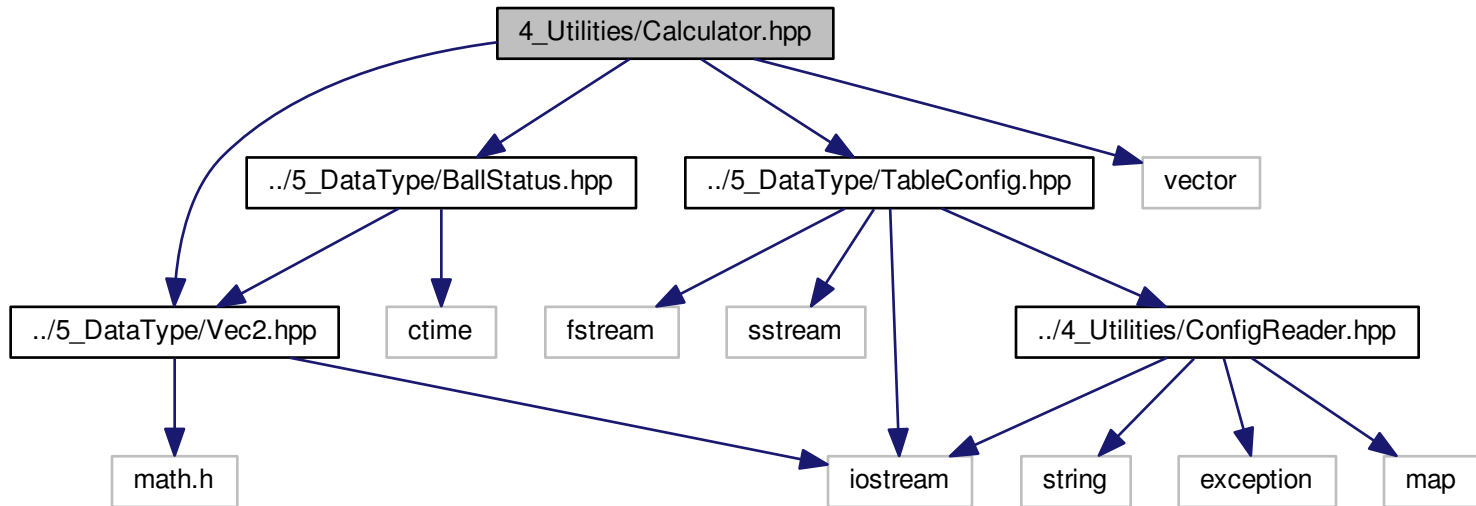 4_Utilities/Calculator.hpp
../5_DataType/BallStatus.hpp
../5_DataType/TableConfig.hpp
vector
../5_DataType/Vec2.hpp
ctime
fstream
sstream
../4_Utilities/ConfigReader.hpp
math.h
iostream
string
exception
map